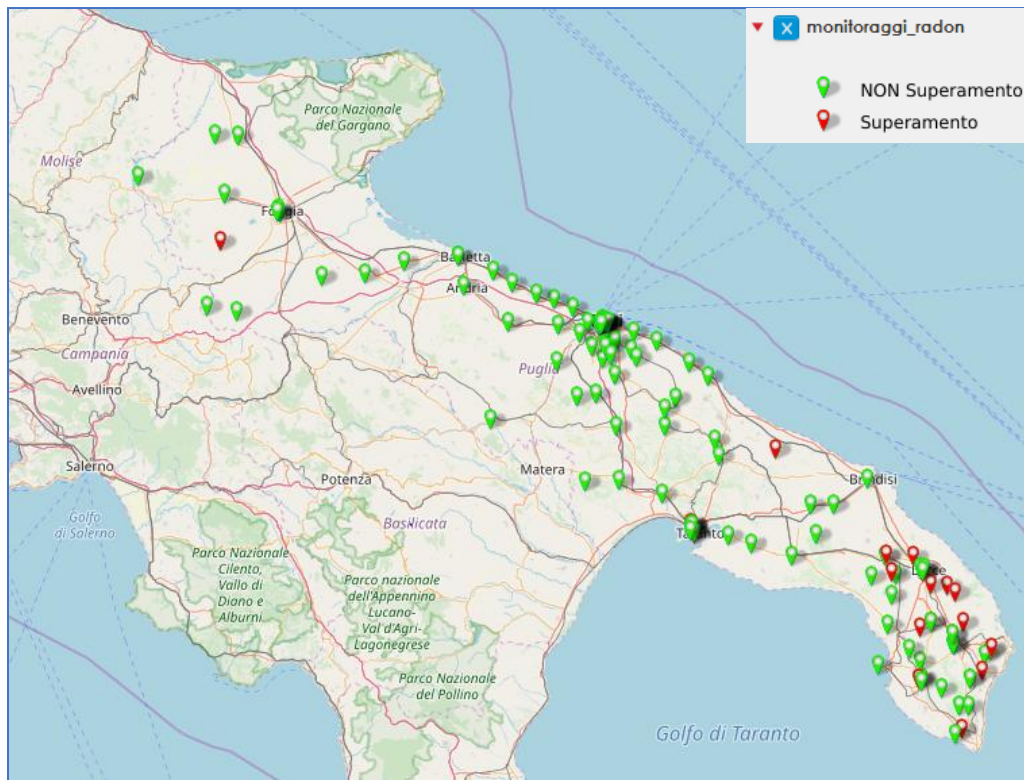 X monitoraggi_radon
NON Superamento
Superamento
Parco Nazionale
del Gargano
Molise
Foggia
Barletta
Andria
Benevento
Campania
Puglia
Avellino
Salerno
Matera
Potenza
Brindisi
Golfo
di Salerno
Basilicata
Taranto
Parco Nazionale
Cilento,
Vallo di
Diano e
Alburni
Parco nazionale
dell'Appennino
Lucano-
Val d'Agri-
Lagonegrese
Lecce
Parco Nazionale
del Pollino
Golfo di Taranto